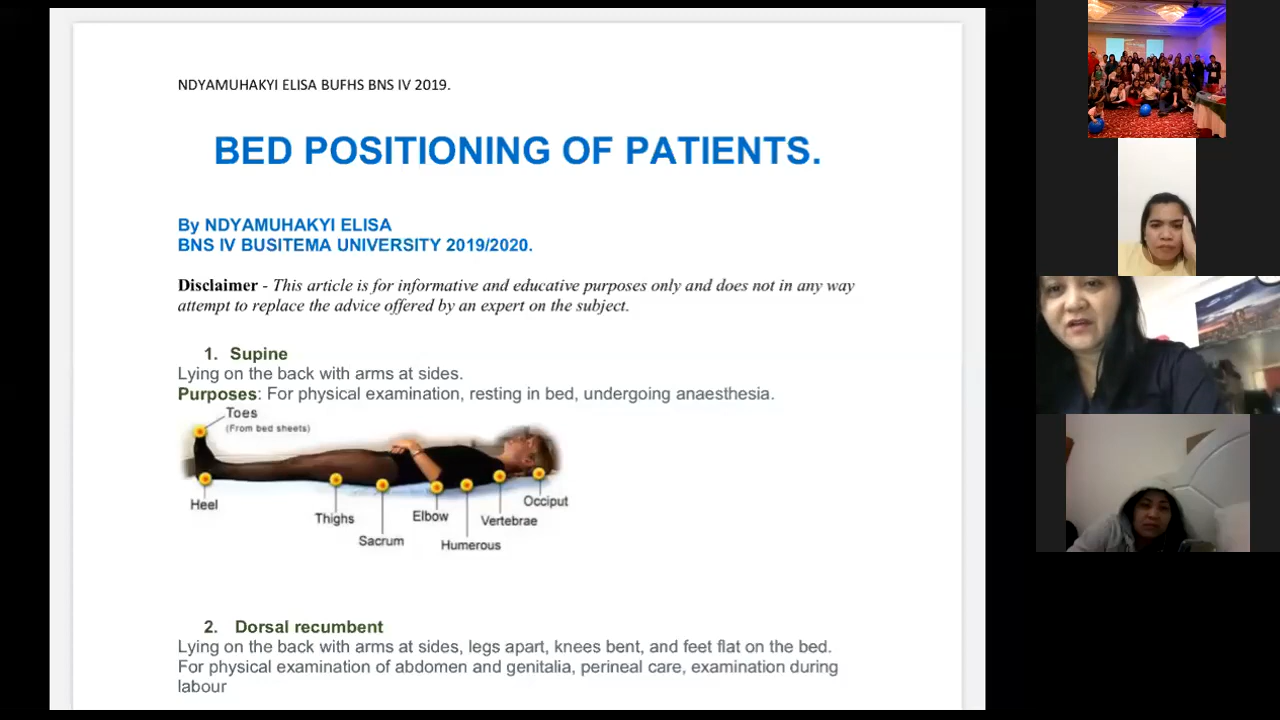 NDYAMUHAKYI ELISA BUFHS BNS IV 2019.
BED POSITIONING OF PATIENTS.
By NDYAMUHAKYI ELISA
BNS IV BUSITEMA UNIVERSITY 2019/2020.
Disclaimer - This article is for informative and educative purposes only and does not in any way
attempt to replace the advice offered by an expert on the subject.
1. Supine
Lying on the back with arms at sides.
Purposes: For physical examination, resting in bed, undergoing anaesthesia.
Toes
(From bed sheets)
Heel
Thighs
Sacrum
Elbow
Humerous
Vertebrae
Occiput
2. Dorsal recumbent
Lying on the back with arms at sides, legs apart, knees bent, and feet flat on the bed.
For physical examination of abdomen and genitalia, perineal care, examination during
labour